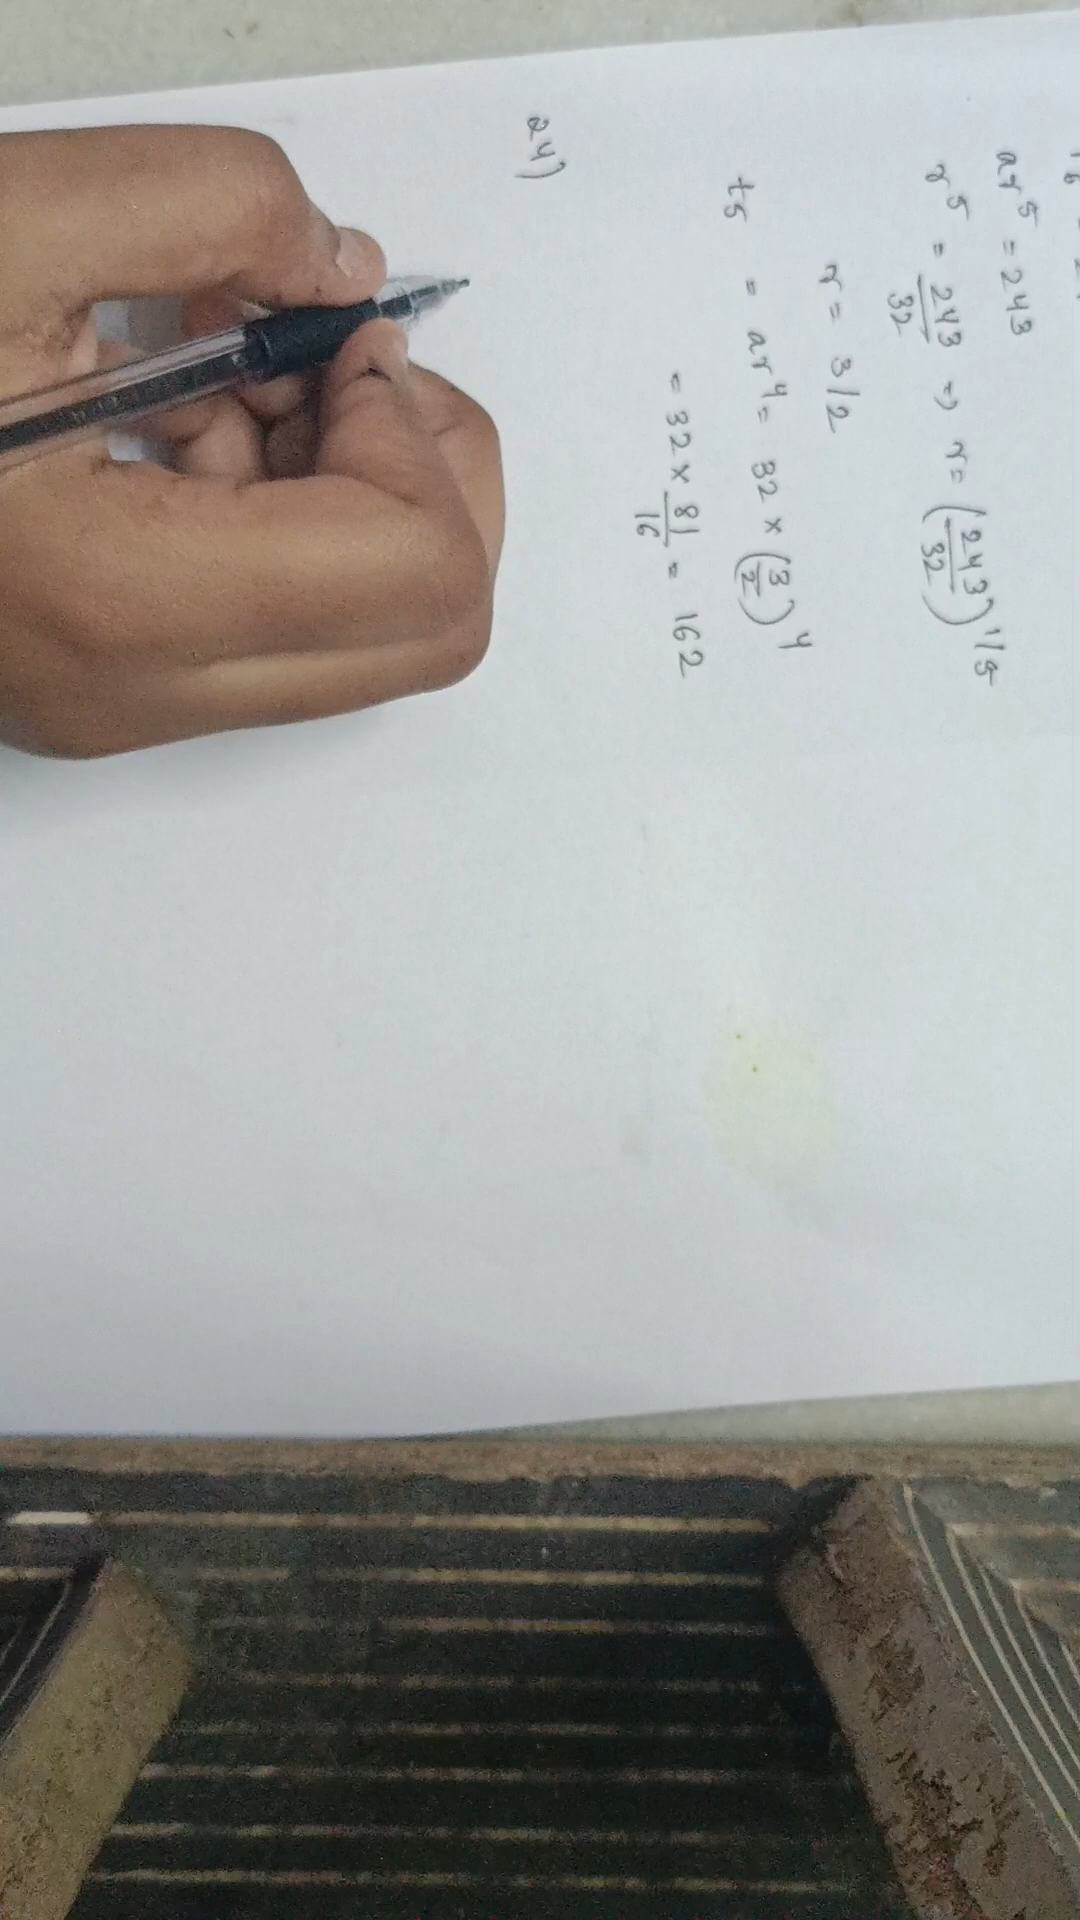 ar⁵ = 243
r⁵ = 243/32 ⇒ r = (243/32)^1/5
r = 3/2
t₅ = ar⁴ = 32 × (3/2)⁴
= 32 × 81/16 = 162
24)